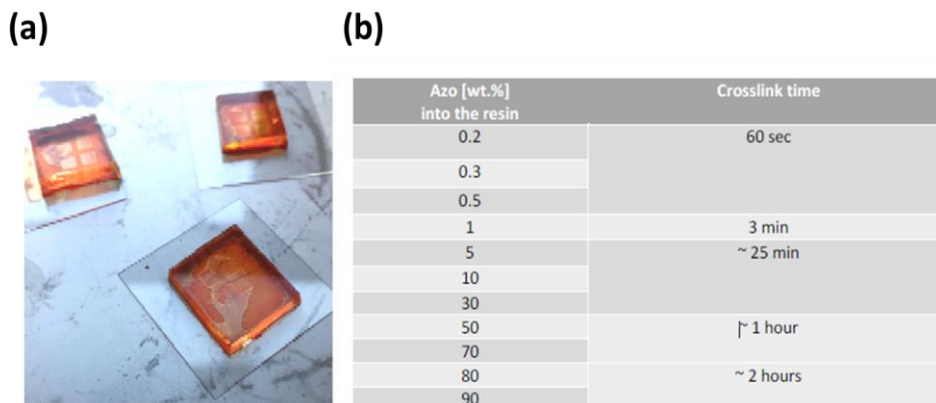 (a)
(b)
Azo [wt.%] Crosslink time
into the resin
0.2 60 sec
0.3
0.5
1 3 min
5 ~ 25 min
10
30
50 ~ 1 hour
70
80 ~ 2 hours
90